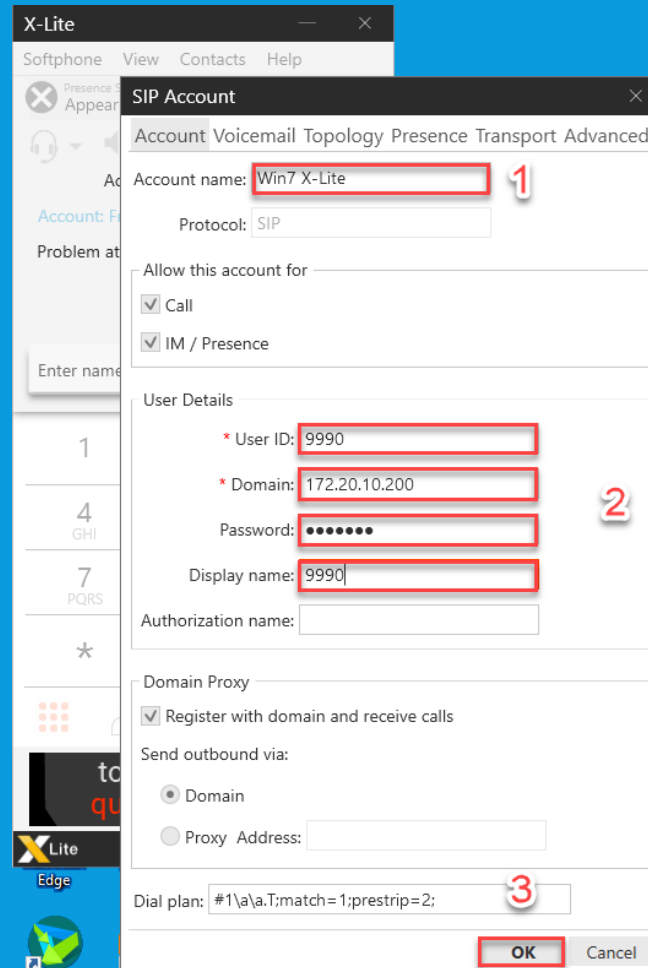 X-Lite
Softphone View Contacts Help
Presence S
Appear
SIP Account
Account Voicemail Topology Presence Transport Advanced
Ac
Account name: Win7 X-Lite 1
Account: Fr
Protocol: SIP
Problem at
Allow this account for
Call
IM / Presence
Enter name
User Details
1
* User ID: 9990
* Domain: 172.20.10.200
2
4
GHI
Password: ●●●●●●●
7
PQRS
Display name: 9990
Authorization name:
*
Domain Proxy
Register with domain and receive calls
Send outbound via:
to
Domain
qu
Proxy Address:
X Lite
Edge
Dial plan: #1\a\a.T;match=1;prestrip=2;
3
OK Cancel